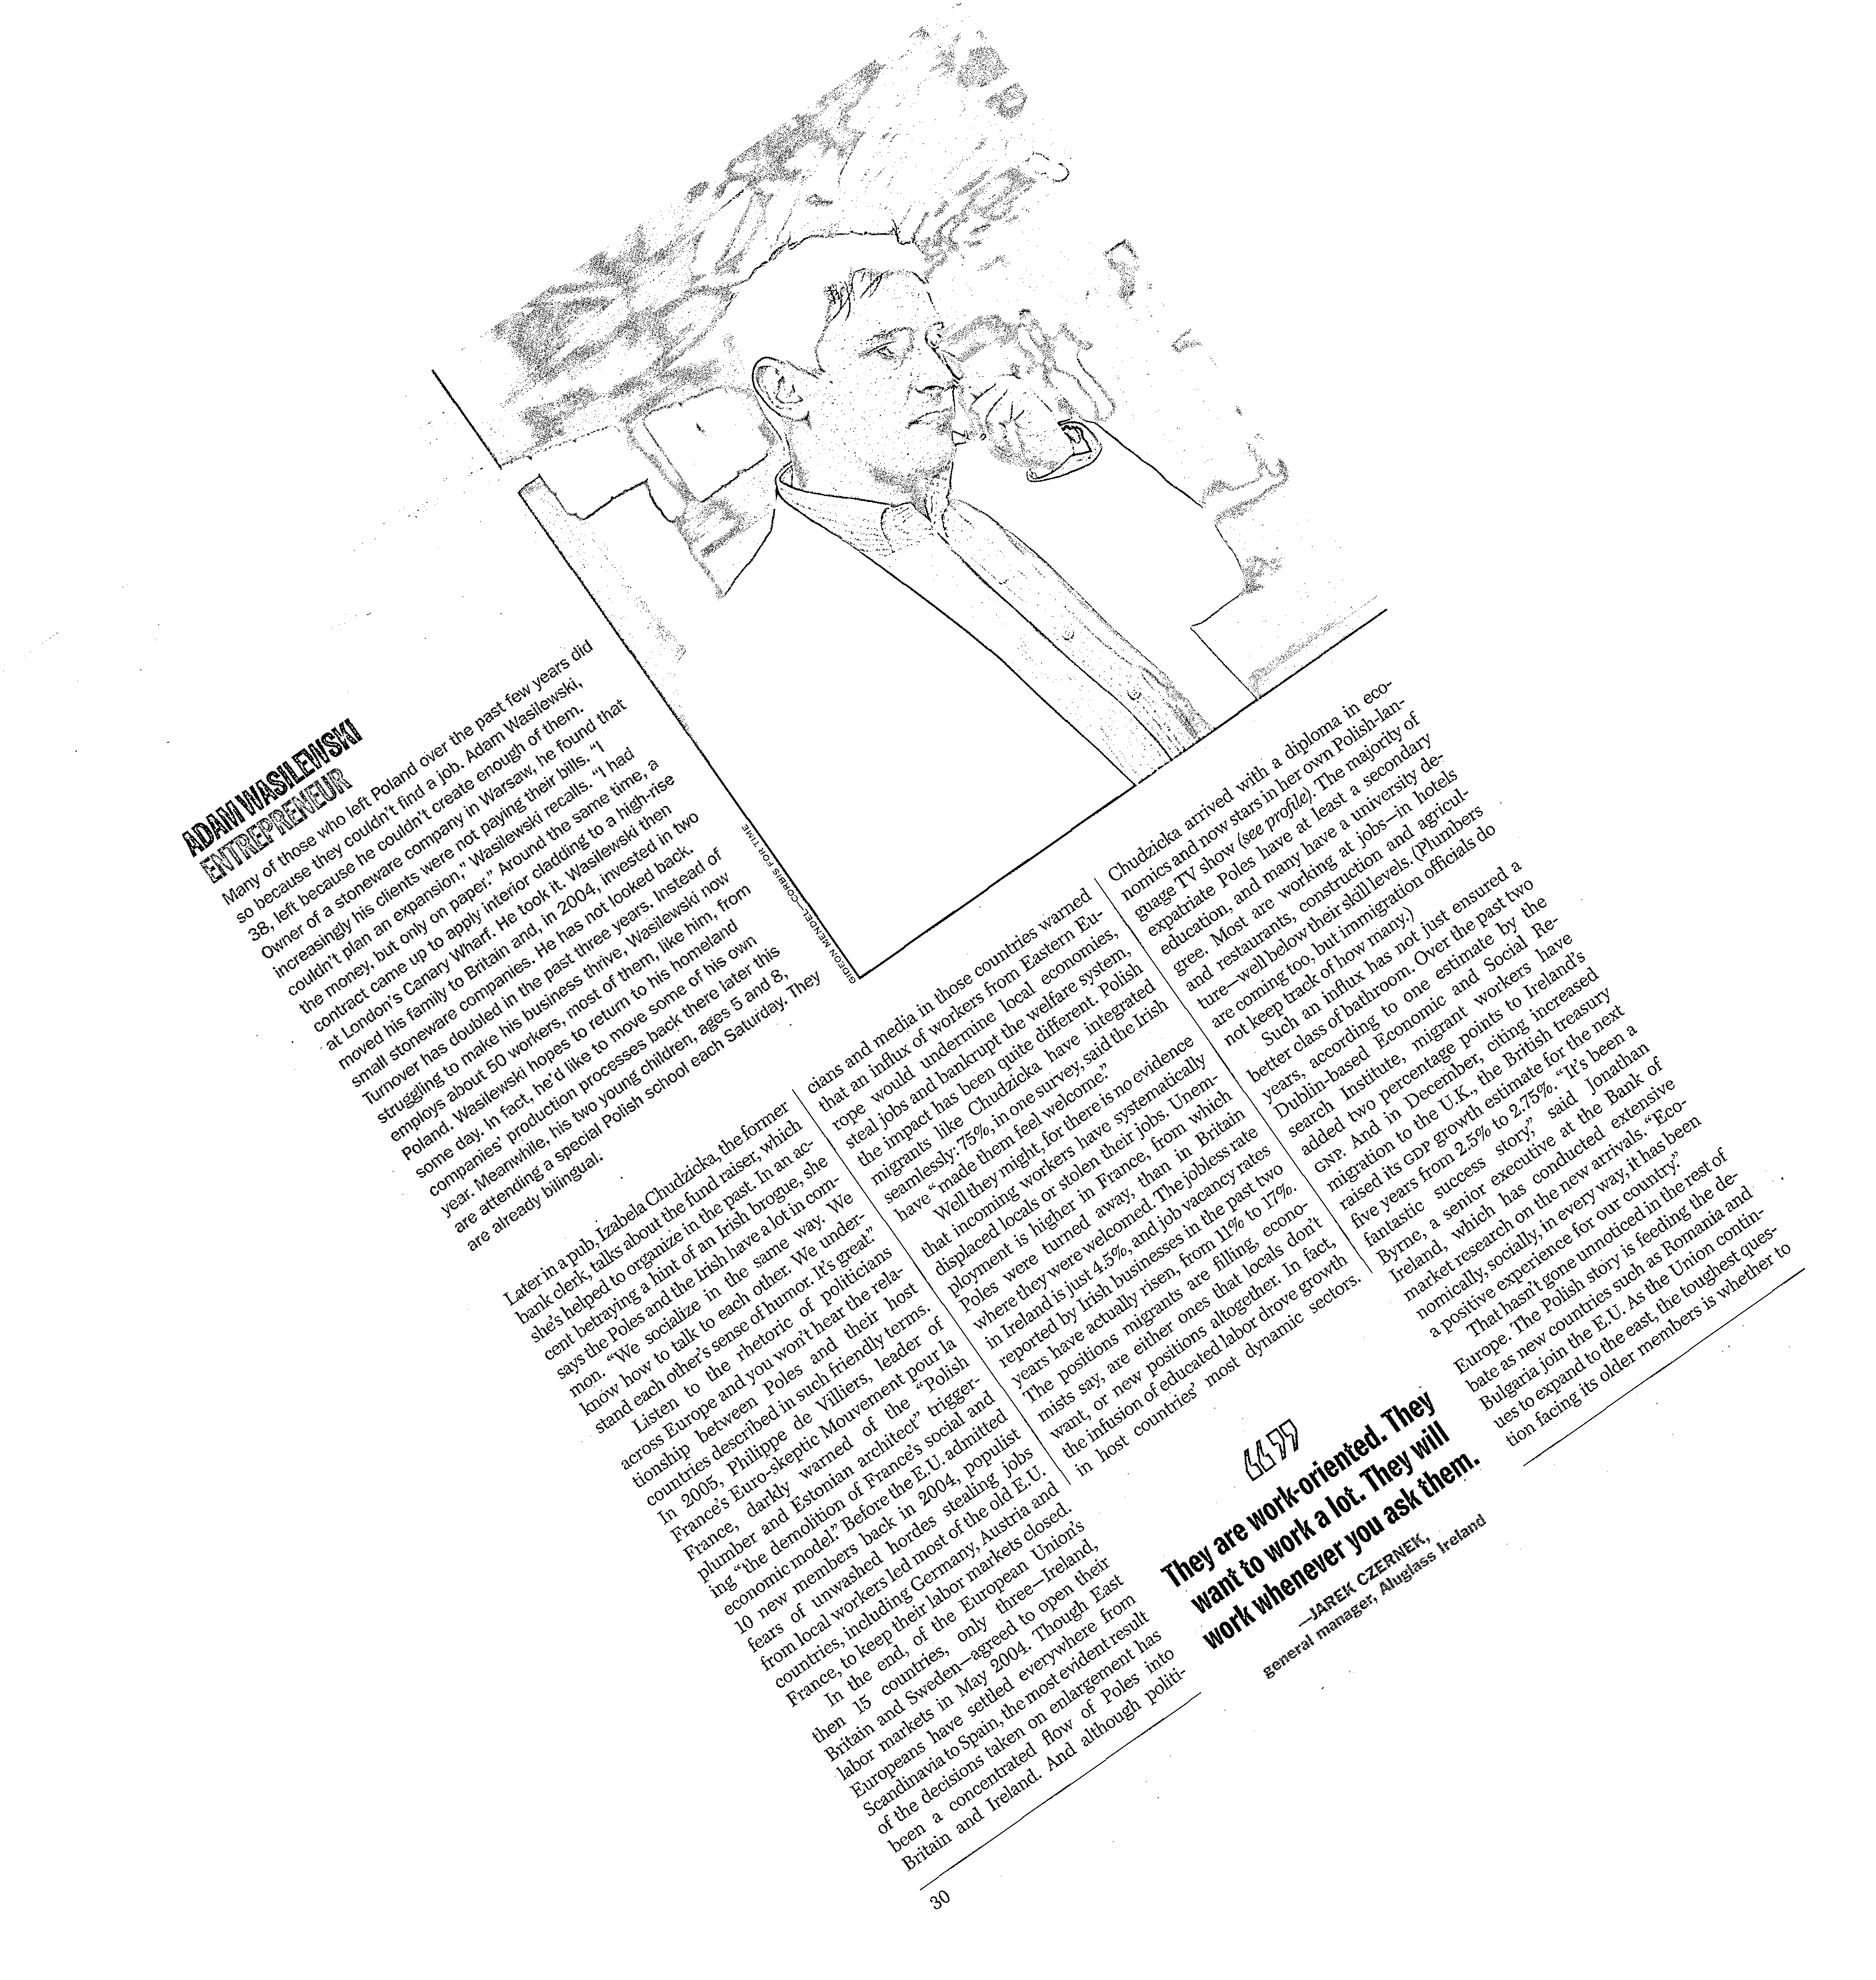 ADAM WASILEWSKI
ENTREPRENEUR
Many of those who left Poland over the past few years did
so because they couldn't find a job. Adam Wasilewski,
38, left because he couldn't create enough of them.
Owner of a stoneware company in Warsaw, he found that
increasingly his clients were not paying their bills. "I
couldn't plan an expansion," Wasilewski recalls. "I had
the money, but only on paper." Around the same time, a
contract came up to apply interior cladding to a high-rise
at London's Canary Wharf. He took it. Wasilewski then
moved his family to Britain and, in 2004, invested in two
small stoneware companies. He has not looked back.
Turnover has doubled in the past three years. Instead of
struggling to make his business thrive, Wasilewski now
employs about 50 workers, most of them, like him, from
Poland. Wasilewski hopes to return to his homeland
some day. In fact, he'd like to move some of his own
companies' production processes back there later this
year. Meanwhile, his two young children, ages 5 and 8,
are attending a special Polish school each Saturday. They
are already bilingual.
GIDEON MENDEL—CORBIS FOR TIME
Later in a pub, Izabela Chudzicka, the former
bank clerk, talks about the fund raiser, which
she's helped to organize in the past. In an ac-
cent betraying a hint of an Irish brogue, she
says the Poles and the Irish have a lot in com-
mon. "We socialize in the same way. We
know how to talk to each other. We under-
stand each other's sense of humor. It's great."
Listen to the rhetoric of politicians
across Europe and you won't hear the rela-
tionship between Poles and their host
countries described in such friendly terms.
In 2005, Philippe de Villiers, leader of
France's Euro-skeptic Mouvement pour la
France, darkly warned of the "Polish
plumber and Estonian architect" trigger-
ing "the demolition of France's social and
economic model." Before the E.U. admitted
10 new members back in 2004, populist
fears of unwashed hordes stealing jobs
from local workers led most of the old E.U.
countries, including Germany, Austria and
France, to keep their labor markets closed.
In the end, of the European Union's
then 15 countries, only three—Ireland,
Britain and Sweden—agreed to open their
labor markets in May 2004. Though East
Europeans have settled everywhere from
Scandinavia to Spain, the most evident result
of the decisions taken on enlargement has
been a concentrated flow of Poles into
Britain and Ireland. And although politi-
cians and media in those countries warned
that an influx of workers from Eastern Eu-
rope would undermine local economies,
steal jobs and bankrupt the welfare system,
the impact has been quite different. Polish
migrants like Chudzicka have integrated
seamlessly: 75%, in one survey, said the Irish
have "made them feel welcome."
Well they might, for there is no evidence
that incoming workers have systematically
displaced locals or stolen their jobs. Unem-
ployment is higher in France, from which
Poles were turned away, than in Britain
where they were welcomed. The jobless rate
in Ireland is just 4.5%, and job vacancy rates
reported by Irish businesses in the past two
years have actually risen, from 11% to 17%.
The positions migrants are filling, econo-
mists say, are either ones that locals don't
want, or new positions altogether. In fact,
the infusion of educated labor drove growth
in host countries' most dynamic sectors.
Chudzicka arrived with a diploma in eco-
nomics and now stars in her own Polish-lan-
guage TV show (see profile). The majority of
expatriate Poles have at least a secondary
education, and many have a university de-
gree. Most are working at jobs—in hotels
and restaurants, construction and agricul-
ture—well below their skill levels. (Plumbers
are coming too, but immigration officials do
not keep track of how many.)
Such an influx has not just ensured a
better class of bathroom. Over the past two
years, according to one estimate by the
Dublin-based Economic and Social Re-
search Institute, migrant workers have
added two percentage points to Ireland's
GNP. And in December, citing increased
migration to the U.K., the British treasury
raised its GDP growth estimate for the next
five years from 2.5% to 2.75%. "It's been a
fantastic success story," said Jonathan
Byrne, a senior executive at the Bank of
Ireland, which has conducted extensive
market research on the new arrivals. "Eco-
nomically, socially, in every way, it has been
a positive experience for our country."
That hasn't gone unnoticed in the rest of
Europe. The Polish story is feeding the de-
bate as new countries such as Romania and
Bulgaria join the E.U. As the Union contin-
ues to expand to the east, the toughest ques-
tion facing its older members is whether to
“”
They are work-oriented. They
want to work a lot. They will
work whenever you ask them.
—JAREK CZERNEK,
general manager, Aluglass Ireland
30